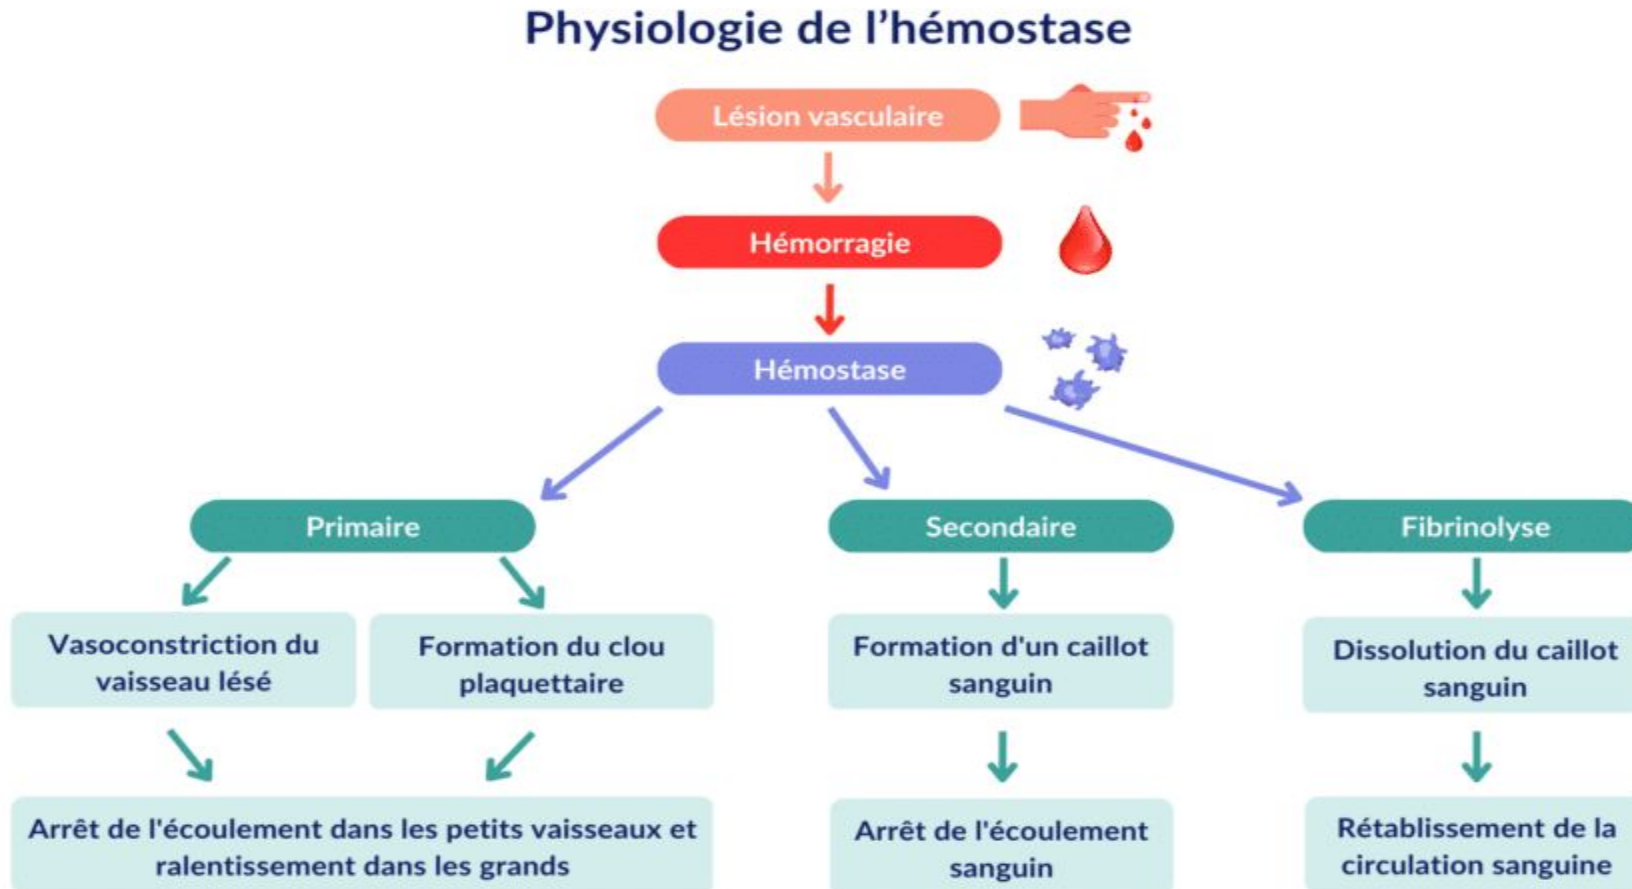 Physiologie de l'hémostase
Lésion vasculaire
Hémorragie
Hémostase
Primaire
Secondaire
Fibrinolyse
Vasoconstriction du
vaisseau lésé
Formation du clou
plaquettaire
Formation d'un caillot
sanguin
Dissolution du caillot
sanguin
Arrêt de l'écoulement dans les petits vaisseaux et
ralentissement dans les grands
Arrêt de l'écoulement
sanguin
Rétablissement de la
circulation sanguine